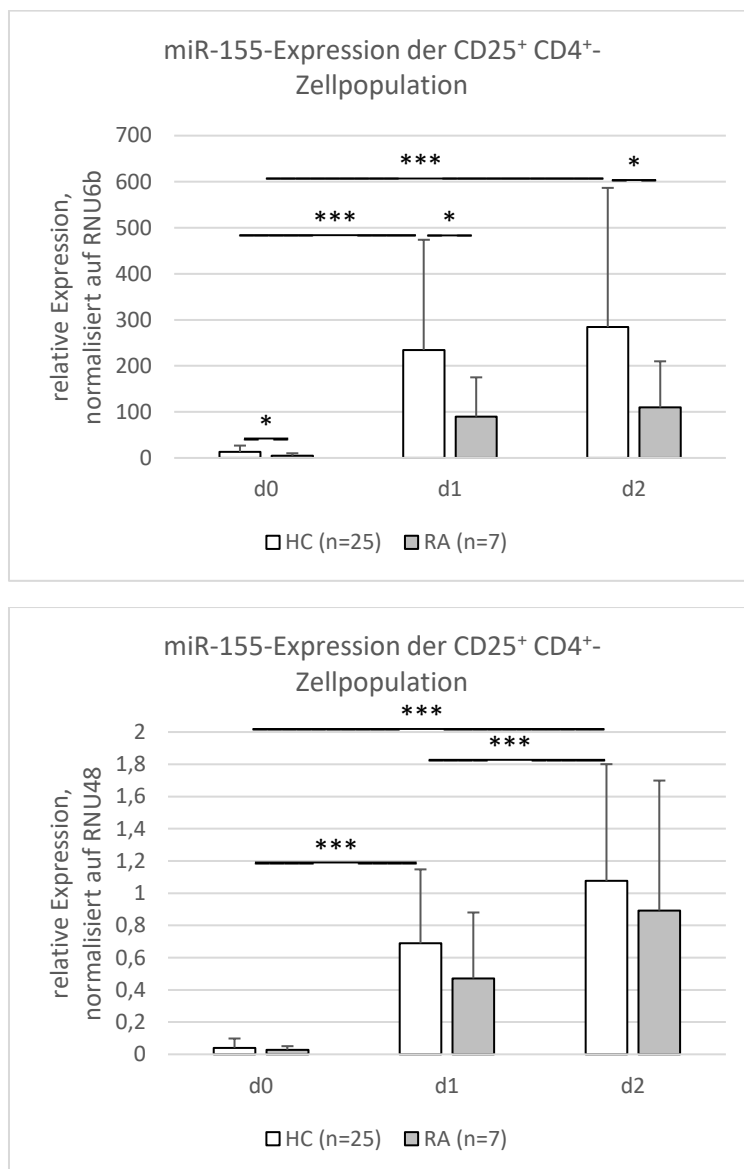 miR-155-Expression der CD25⁺ CD4⁺-
Zellpopulation
relative Expression,
normalisiert auf RNU6b
700
600
500
400
300
200
100
0
***
*
***
*
*
d0 d1 d2
HC (n=25) RA (n=7)
miR-155-Expression der CD25⁺ CD4⁺-
Zellpopulation
relative Expression,
normalisiert auf RNU48
2
1,8
1,6
1,4
1,2
1
0,8
0,6
0,4
0,2
0
***
***
***
d0 d1 d2
HC (n=25) RA (n=7)